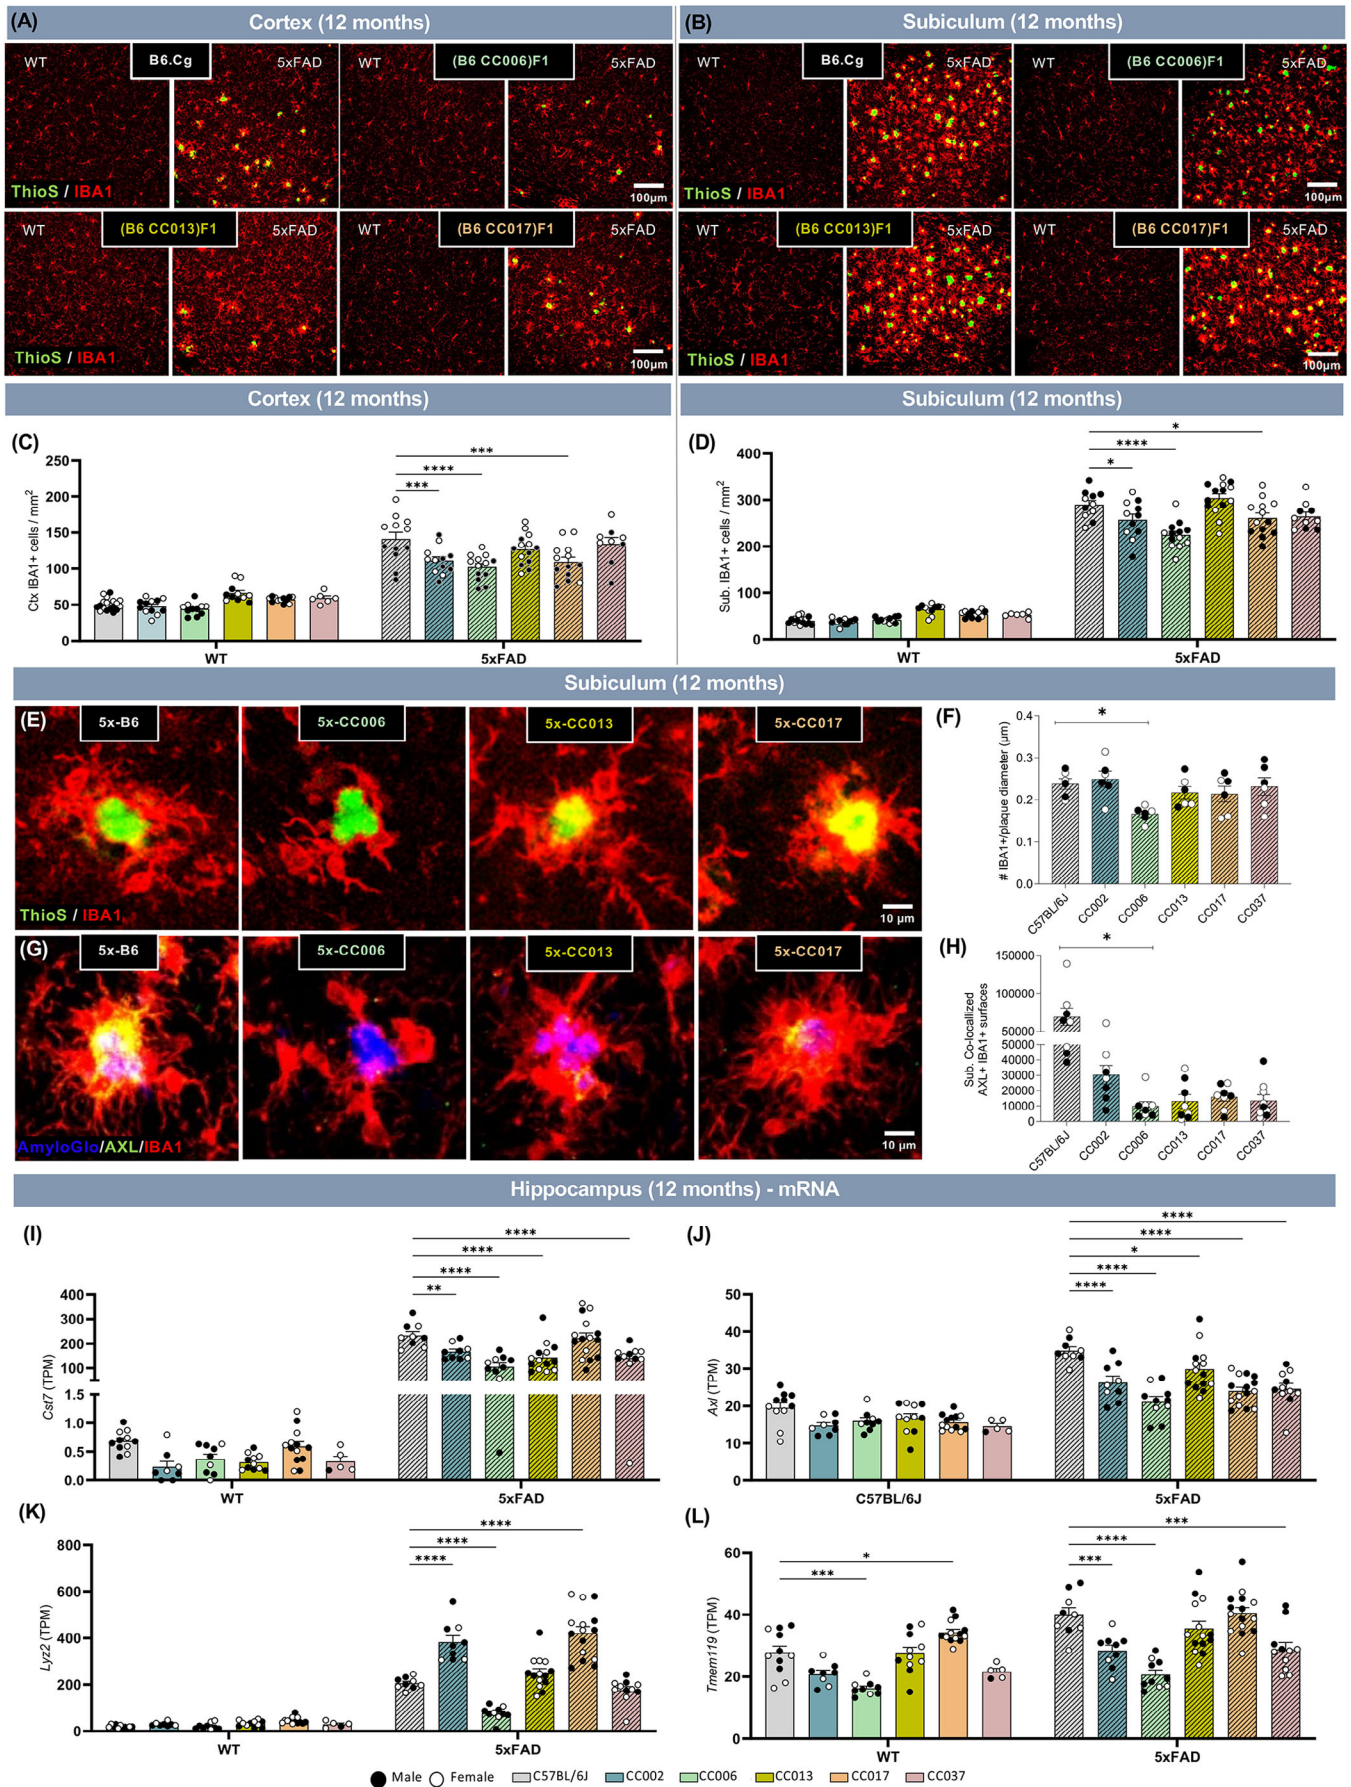 (A) Cortex (12 months)
(B) Subiculum (12 months)
WT B6.Cg 5xFAD WT (B6 CC006)F1 5xFAD
WT B6.Cg 5xFAD WT (B6 CC006)F1 5xFAD
ThioS / IBA1 100µm
ThioS / IBA1 100µm
WT (B6 CC013)F1 5xFAD WT (B6 CC017)F1 5xFAD
WT (B6 CC013)F1 5xFAD WT (B6 CC017)F1 5xFAD
ThioS / IBA1 100µm
ThioS / IBA1 100µm
Cortex (12 months)
Subiculum (12 months)
(C)
Ctx IBA1+ cells / mm2
250
200
150
100
50
0
***
****
***
WT 5xFAD
(D)
Sub. IBA1+ cells / mm2
400
300
200
100
0
*
****
*
WT 5xFAD
Subiculum (12 months)
(E) 5x-B6 5x-CC006 5x-CC013 5x-CC017
ThioS / IBA1 10 µm
(F)
# IBA1+/plaque diameter (µm)
0.4
0.3
0.2
0.1
0.0
*
C57BL/6J CC002 CC006 CC013 CC017 CC037
(G) 5x-B6 5x-CC006 5x-CC013 5x-CC017
AmyloGlo/AXL/IBA1 10 µm
(H)
Sub. Co-locallized
AXL+ IBA1+ surfaces
150000
100000
50000
50000
40000
30000
20000
10000
0
*
C57BL/6J CC002 CC006 CC013 CC017 CC037
Hippocampus (12 months) - mRNA
(I)
Cst7 (TPM)
400
300
200
100
1.5
1.0
0.5
0.0
****
****
****
**
WT 5xFAD
(J)
Axl (TPM)
50
40
30
20
10
0
****
****
*
****
****
C57BL/6J 5xFAD
(K)
Lyz2 (TPM)
800
600
400
200
0
****
****
****
WT 5xFAD
(L)
Tmem119 (TPM)
60
40
20
0
*
***
***
****
***
WT 5xFAD
Male Female C57BL/6J CC002 CC006 CC013 CC017 CC037